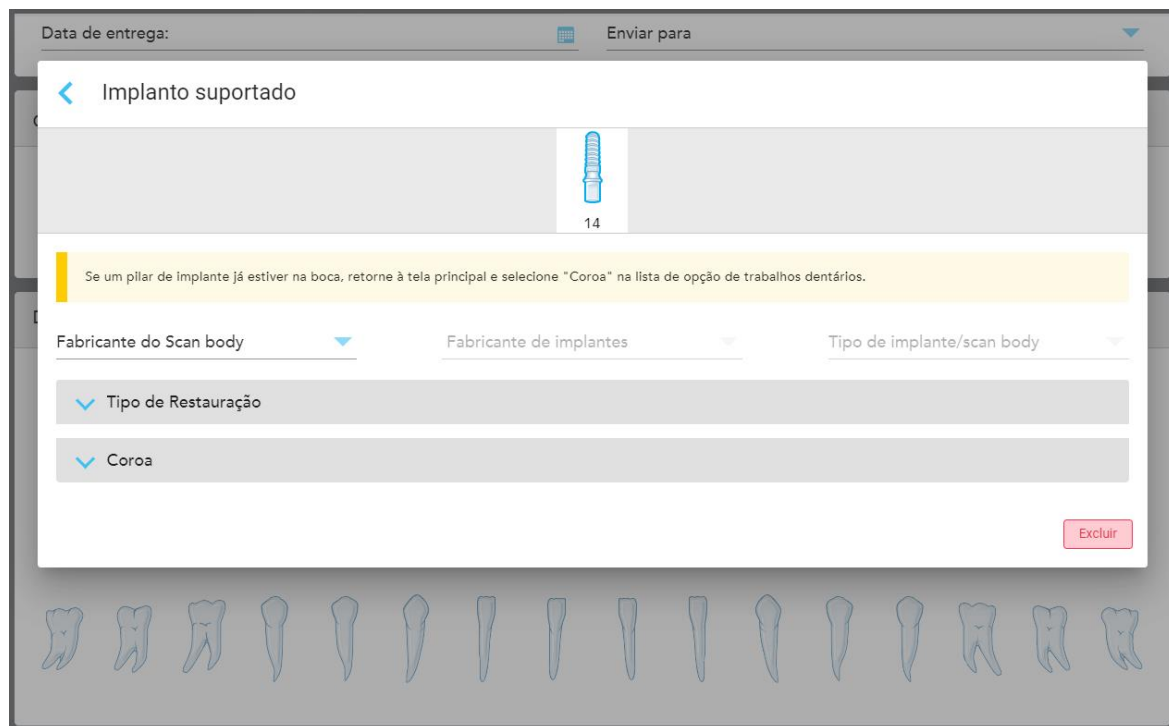 Data de entrega:
Enviar para
Implanto suportado
14
Se um pilar de implante já estiver na boca, retorne à tela principal e selecione "Coroa" na lista de opção de trabalhos dentários.
Fabricante do Scan body
Fabricante de implantes
Tipo de implante/scan body
Tipo de Restauração
Coroa
Excluir